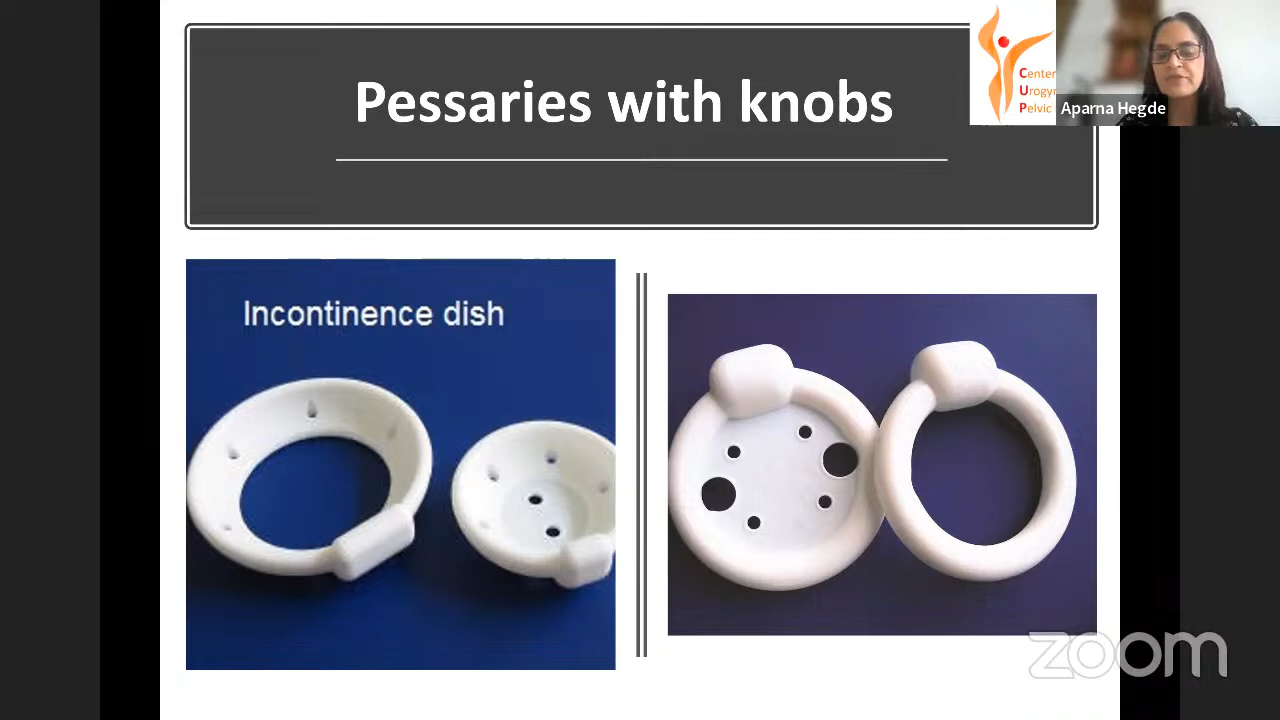 Pessaries with knobs
Center
Urogyn
Pelvic
Aparna Hegde
Incontinence dish
zoom